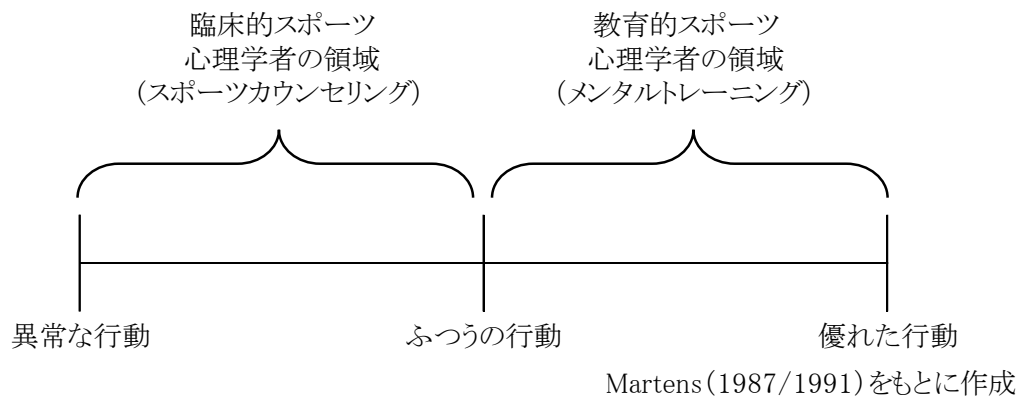 臨床的スポーツ
心理学者の領域
（スポーツカウンセリング）
教育的スポーツ
心理学者の領域
（メンタルトレーニング）
異常な行動
ふつうの行動
優れた行動
Martens（1987/1991）をもとに作成